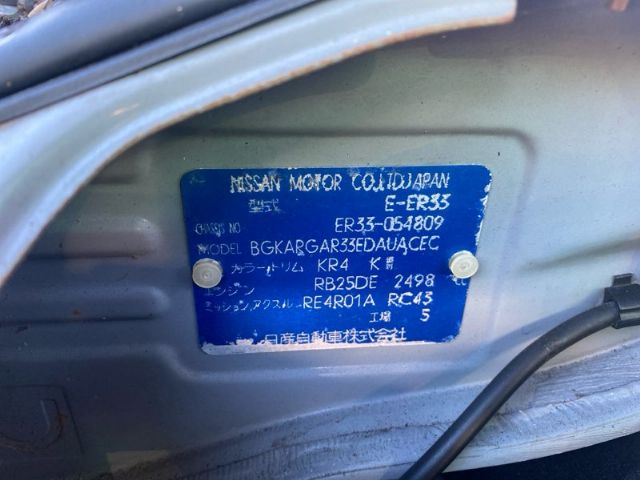 NISSAN MOTOR CO.,LTD.JAPAN
型式 E-ER33
CHASSIS NO ER33-054809
MODEL BGKARGAR33EDAUACEC
カラー トリム KR4 K
エンジン RB25DE 2498 cc
ミッション,アクスル RE4R01A RC43
工場 5
日産自動車株式会社